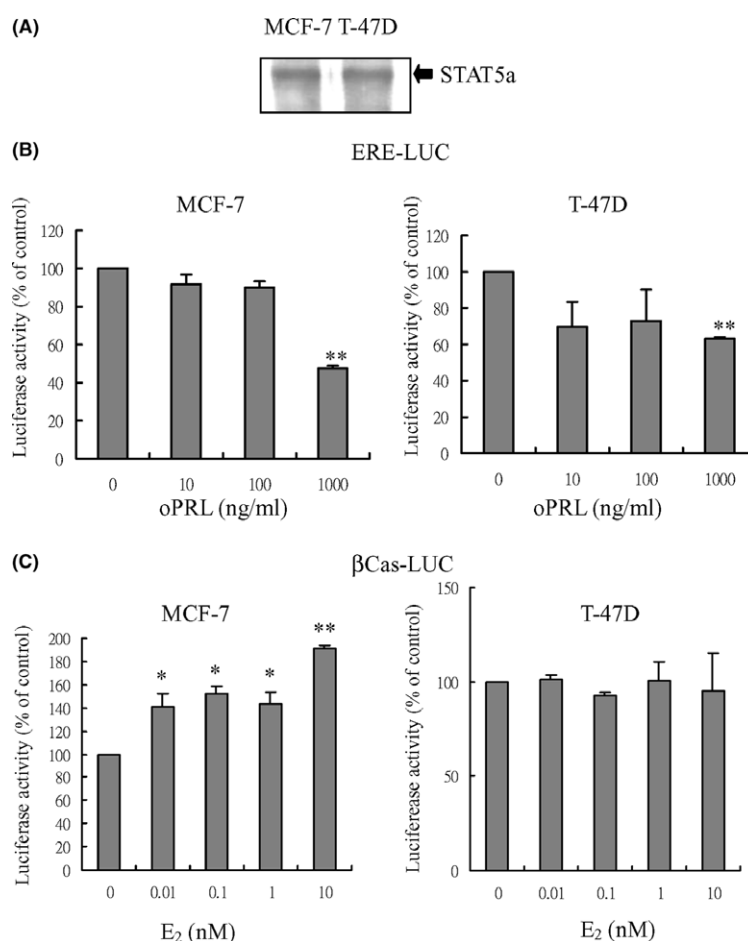 (A)
MCF-7 T-47D
STAT5a
(B)
ERE-LUC
MCF-7
Luciferase activity (% of control)
120
100
80
60
40
20
0
**
0 10 100 1000
oPRL (ng/ml)
T-47D
Luciferase activity (% of control)
120
100
80
60
40
20
0
**
0 10 100 1000
oPRL (ng/ml)
(C)
βCas-LUC
MCF-7
Luciferase activity (% of control)
200
180
160
140
120
100
80
60
40
20
0
* * * **
0 0.01 0.1 1 10
E₂ (nM)
T-47D
Luciferease activity (% of control)
150
100
50
0
0 0.01 0.1 1 10
E₂ (nM)